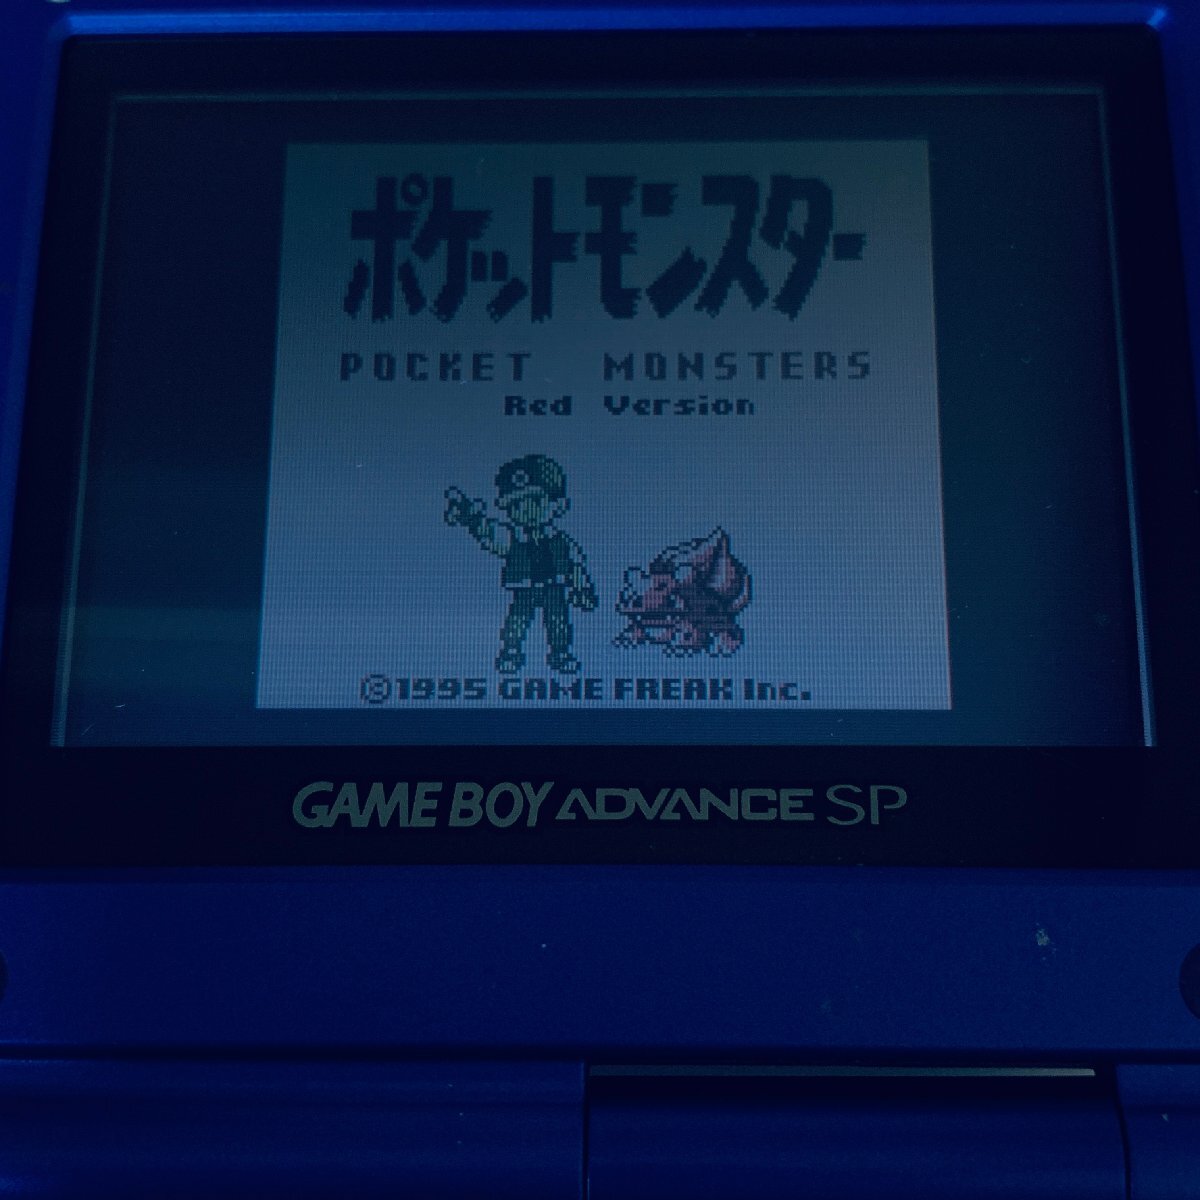 ポケットモンスター
POCKET MONSTERS
Red Version
©1995 GAME FREAK Inc.
GAME BOY ADVANCE SP